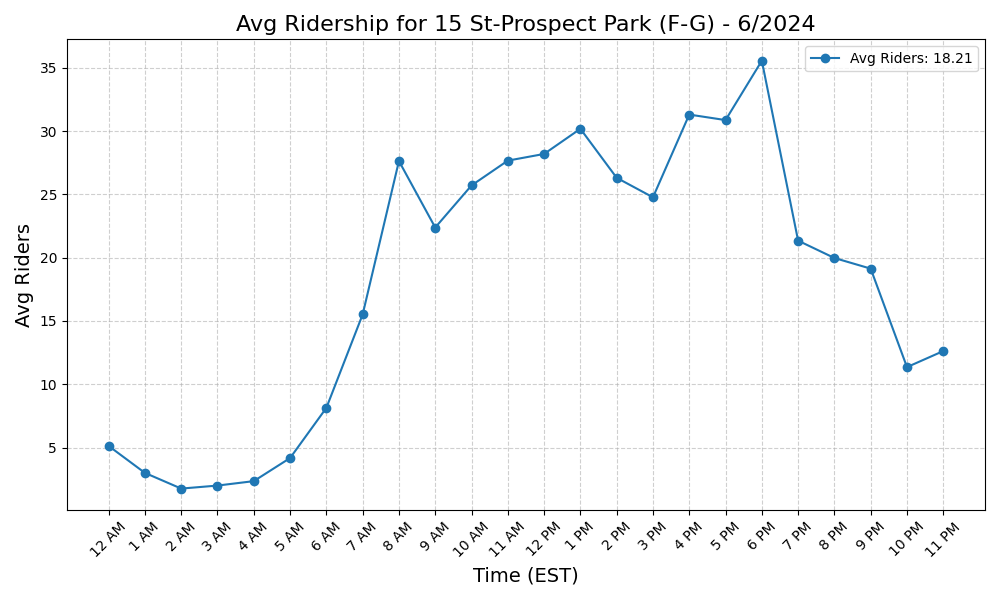 Avg Ridership for 15 St-Prospect Park (F-G) - 6/2024
Avg Riders: 18.21
Avg Riders
35
30
25
20
15
10
5
12 AM
1 AM
2 AM
3 AM
4 AM
5 AM
6 AM
7 AM
8 AM
9 AM
10 AM
11 AM
12 PM
1 PM
2 PM
3 PM
4 PM
5 PM
6 PM
7 PM
8 PM
9 PM
10 PM
11 PM
Time (EST)